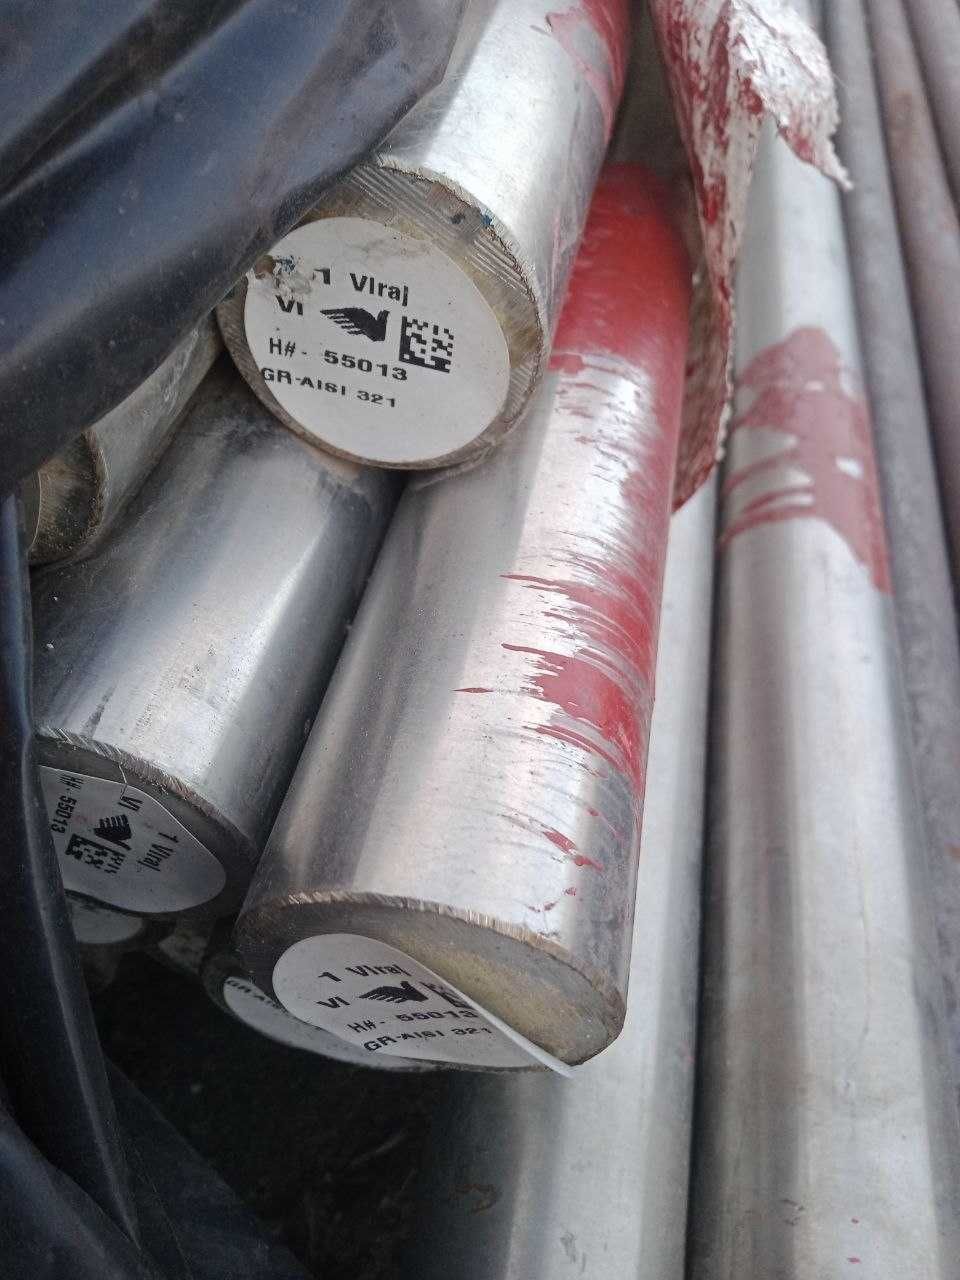 1 Viraj
VI
H#- 55013
GR-AISI 321
1 Viraj
VI
H#- 55013
1 Viraj
VI
H#- 55013
GR-AISI 321